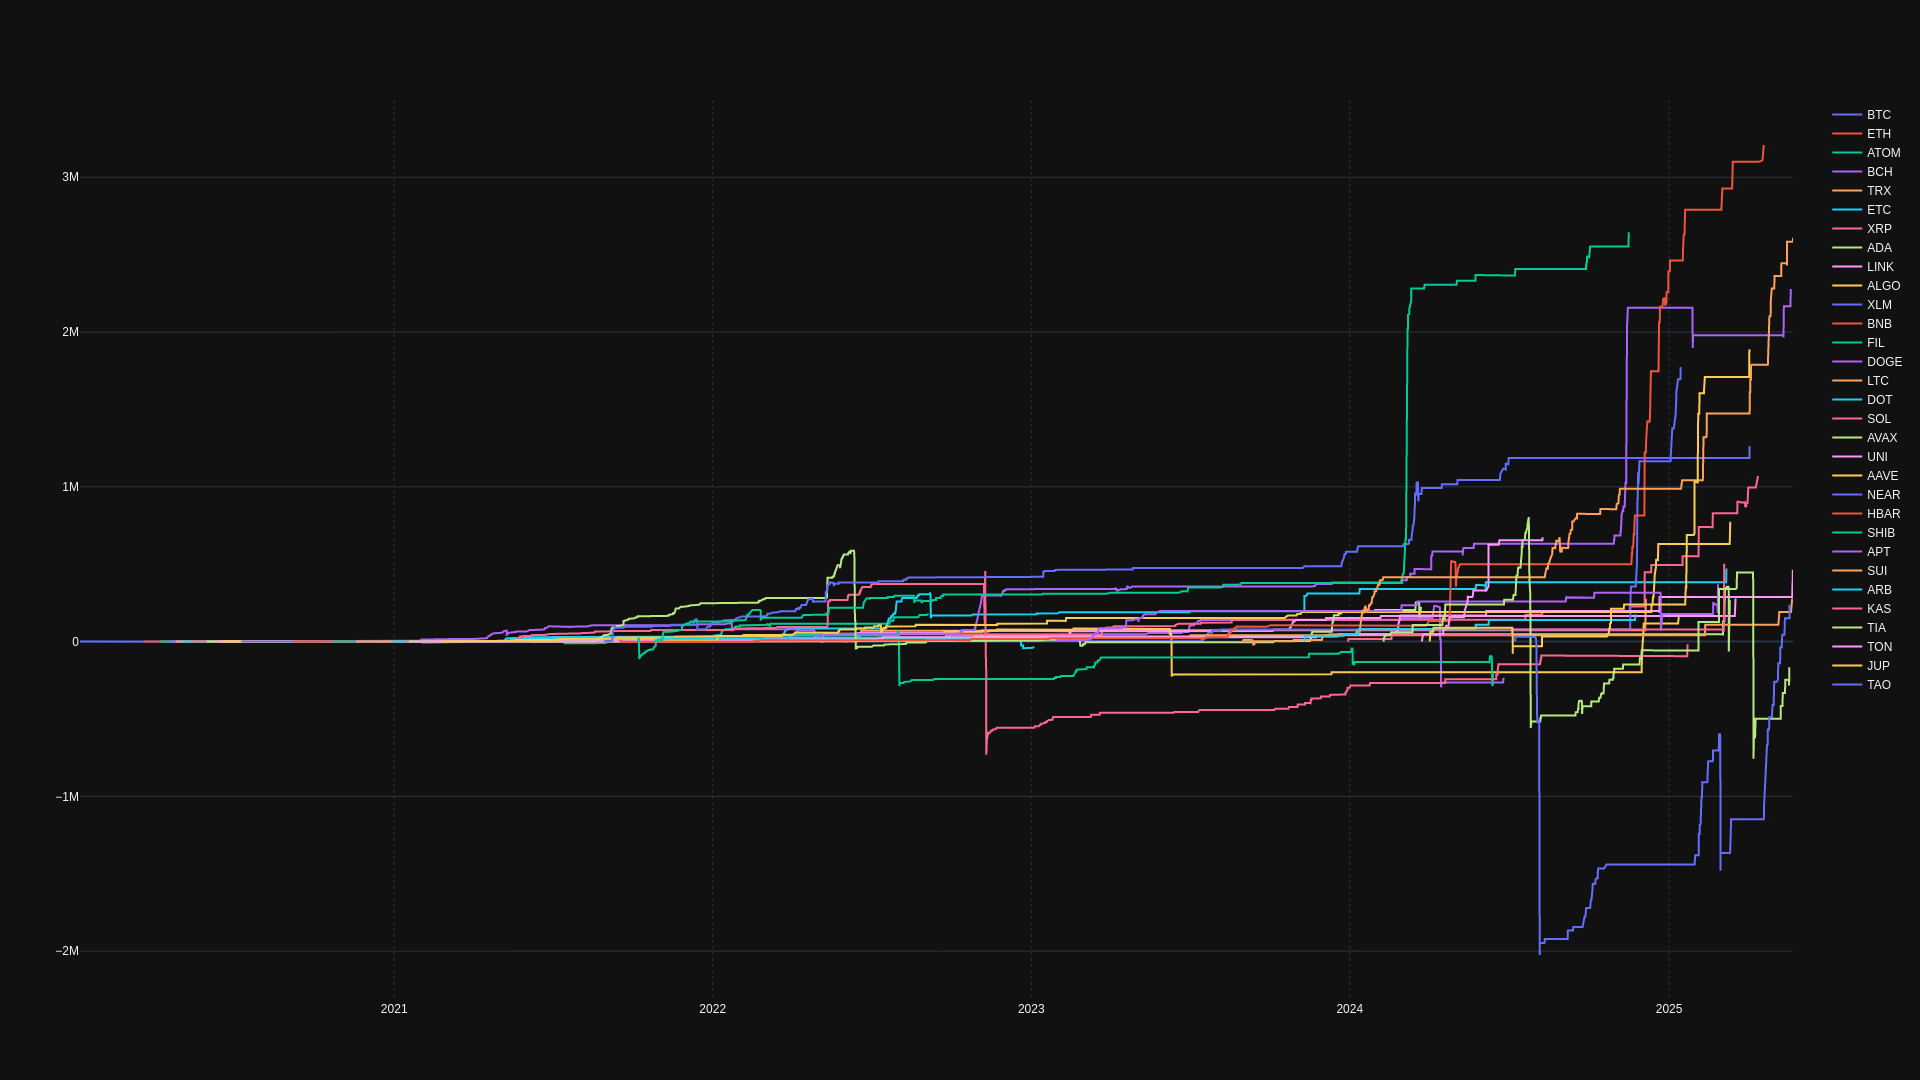 3M
2M
1M
0
−1M
−2M
2021
2022
2023
2024
2025
BTC
ETH
ATOM
BCH
TRX
ETC
XRP
ADA
LINK
ALGO
XLM
BNB
FIL
DOGE
LTC
DOT
SOL
AVAX
UNI
AAVE
NEAR
HBAR
SHIB
APT
SUI
ARB
KAS
TIA
TON
JUP
TAO